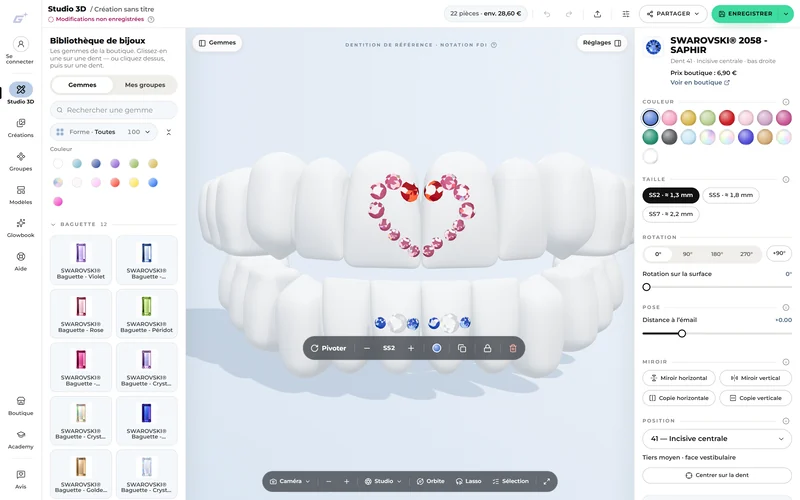 Studio 3D / Création sans titre
Modifications non enregistrées
22 pièces · env. 28,60 €
PARTAGER
ENREGISTRER
Se connecter
Studio 3D
Créations
Groupes
Modèles
Glowbook
Aide
Boutique
Academy
Avis
Bibliothèque de bijoux
Les gemmes de la boutique. Glissez-en
une sur une dent — ou cliquez dessus,
puis sur une dent.
Gemmes
Mes groupes
Rechercher une gemme
Forme · Toutes 100
Couleur
BAGUETTE 12
SWAROVSKI®
Baguette - Violet
SWAROVSKI®
Baguette -...
SWAROVSKI®
Baguette - Rose
SWAROVSKI®
Baguette - Péridot
SWAROVSKI®
Baguette -...
SWAROVSKI®
Baguette - Cryst...
SWAROVSKI®
Baguette - Cryst...
SWAROVSKI®
Baguette -...
SWAROVSKI®
Baguette - Golde...
SWAROVSKI®
Baguette - Cryst...
Gemmes
DENTITION DE RÉFÉRENCE · NOTATION FDI
Réglages
Pivoter
SS2
Caméra
Studio
Orbite
Lasso
Sélection
SWAROVSKI® 2058 -
SAPHIR
Dent 41 · incisive centrale · bas droite
Prix boutique : 6,90 €
Voir en boutique
COULEUR
TAILLE
SS2 · ≈ 1,3 mm
SS5 · ≈ 1,8 mm
SS7 · ≈ 2,2 mm
ROTATION
0° 90° 180° 270° +90°
Rotation sur la surface 0°
POSE
Distance à l'émail +0.00
MIROIR
Miroir horizontal
Miroir vertical
Copie horizontale
Copie verticale
POSITION
41 — Incisive centrale
Tiers moyen · face vestibulaire
Centrer sur la dent